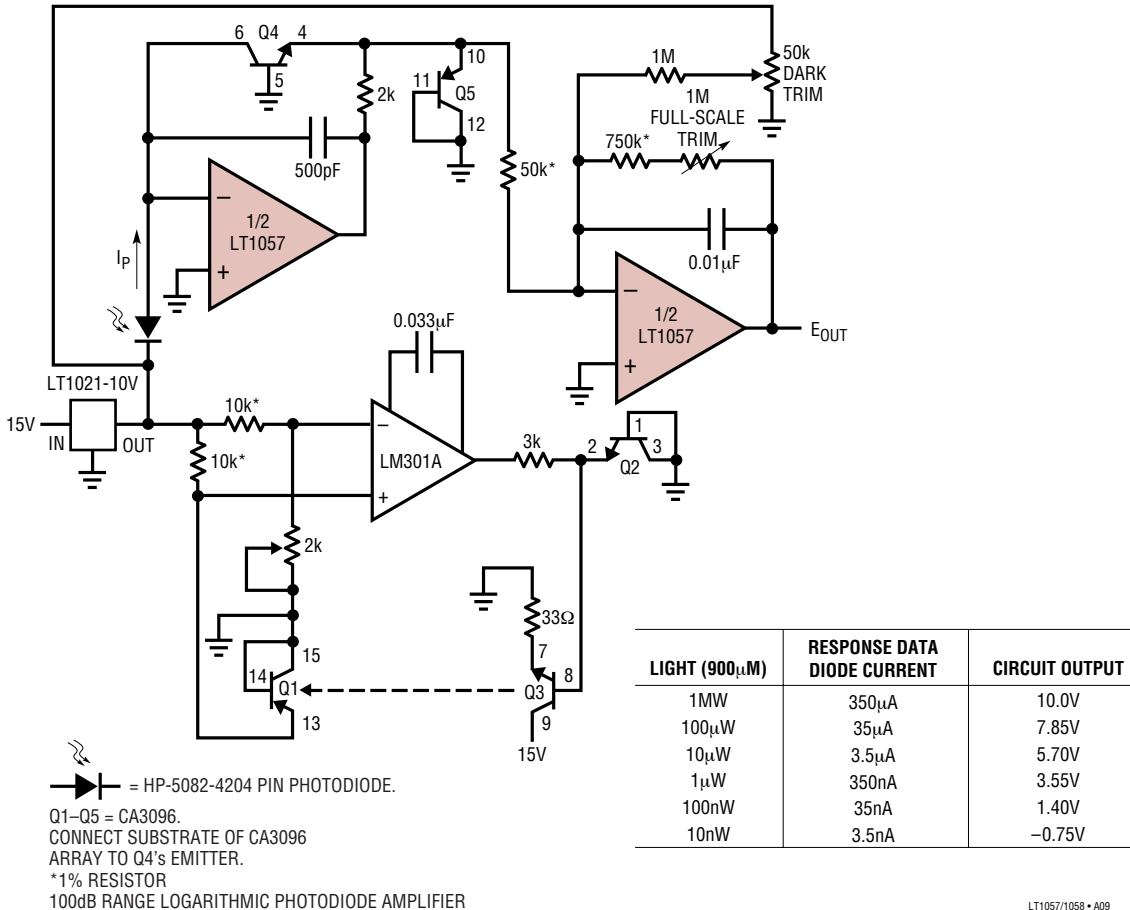 6 Q4 4
5
2k
10
11
Q5
12
500pF
50k*
1M
50k
DARK
TRIM
1M
FULL-SCALE
TRIM
750k*
–
1/2
LT1057
+
IP
0.01µF
–
1/2
LT1057
+
EOUT
0.033µF
LT1021-10V
15V
IN
OUT
10k*
10k*
–
LM301A
+
3k
2
1
3
Q2
2k
33Ω
15
14
Q1
13
7
8
Q3
9
15V
LIGHT (900µM) RESPONSE DATA DIODE CURRENT CIRCUIT OUTPUT
1MW 350µA 10.0V
100µW 35µA 7.85V
10µW 3.5µA 5.70V
1µW 350nA 3.55V
100nW 35nA 1.40V
10nW 3.5nA –0.75V
= HP-5082-4204 PIN PHOTODIODE.
Q1–Q5 = CA3096.
CONNECT SUBSTRATE OF CA3096
ARRAY TO Q4's EMITTER.
*1% RESISTOR
100dB RANGE LOGARITHMIC PHOTODIODE AMPLIFIER
LT1057/1058 • A09